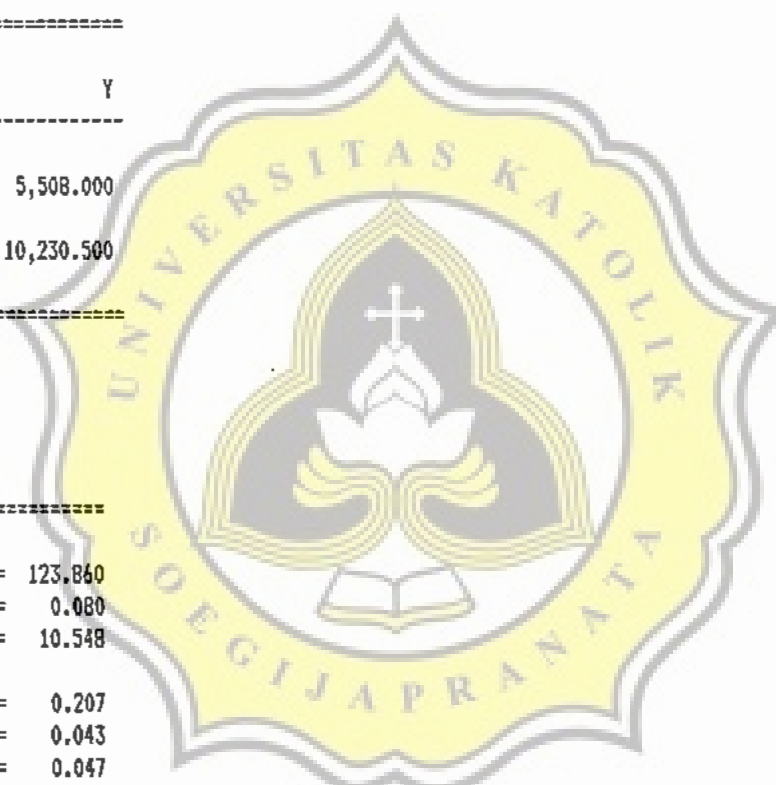 Y
5,508.000
10,230.500
= 123.860
= 0.080
= 10.548
= 0.207
= 0.043
= 0.047
UNIVERSITAS KATOLIK
SOEGIJAPRANATA